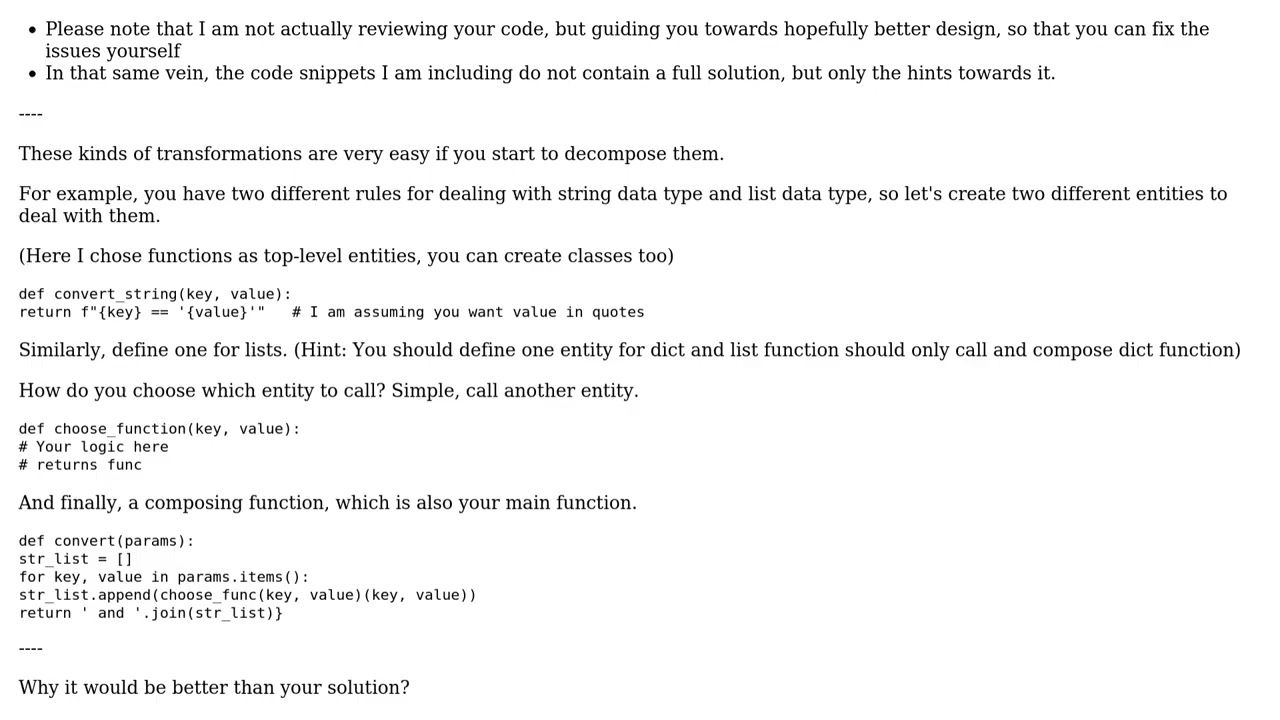 • Please note that I am not actually reviewing your code, but guiding you towards hopefully better design, so that you can fix the
issues yourself
• In that same vein, the code snippets I am including do not contain a full solution, but only the hints towards it.
----
These kinds of transformations are very easy if you start to decompose them.
For example, you have two different rules for dealing with string data type and list data type, so let's create two different entities to
deal with them.
(Here I chose functions as top-level entities, you can create classes too)
def convert_string(key, value):
return f"{key} == '{value}'"   # I am assuming you want value in quotes
Similarly, define one for lists. (Hint: You should define one entity for dict and list function should only call and compose dict function)
How do you choose which entity to call? Simple, call another entity.
def choose_function(key, value):
# Your logic here
# returns func
And finally, a composing function, which is also your main function.
def convert(params):
str_list = []
for key, value in params.items():
str_list.append(choose_func(key, value)(key, value))
return ' and '.join(str_list)}
----
Why it would be better than your solution?